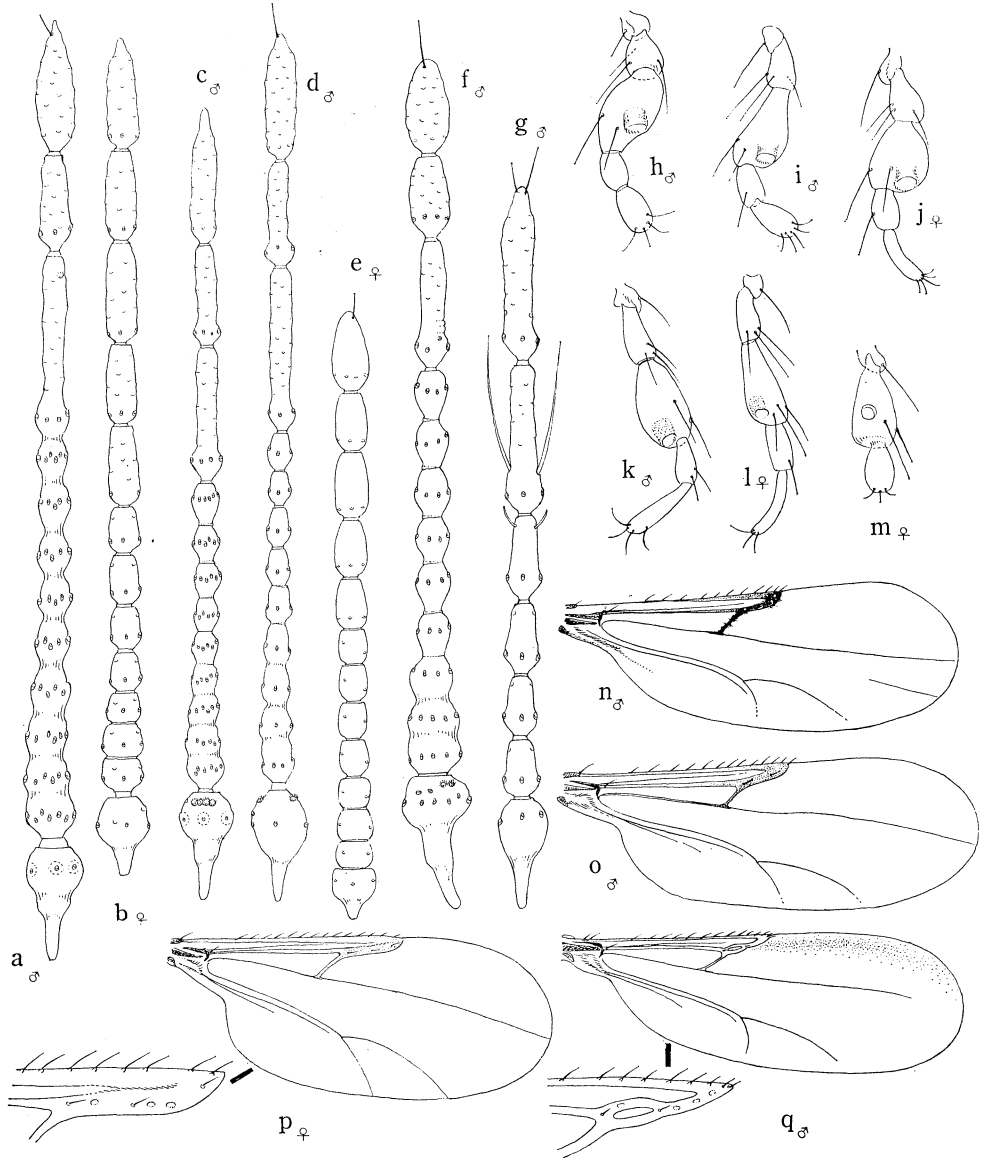 a ♂
b ♀
c ♂
d ♂
e ♀
f ♂
g ♂
h ♂
i ♂
j ♀
k ♂
l ♀
m ♀
n ♂
o ♂
p ♀
q ♂